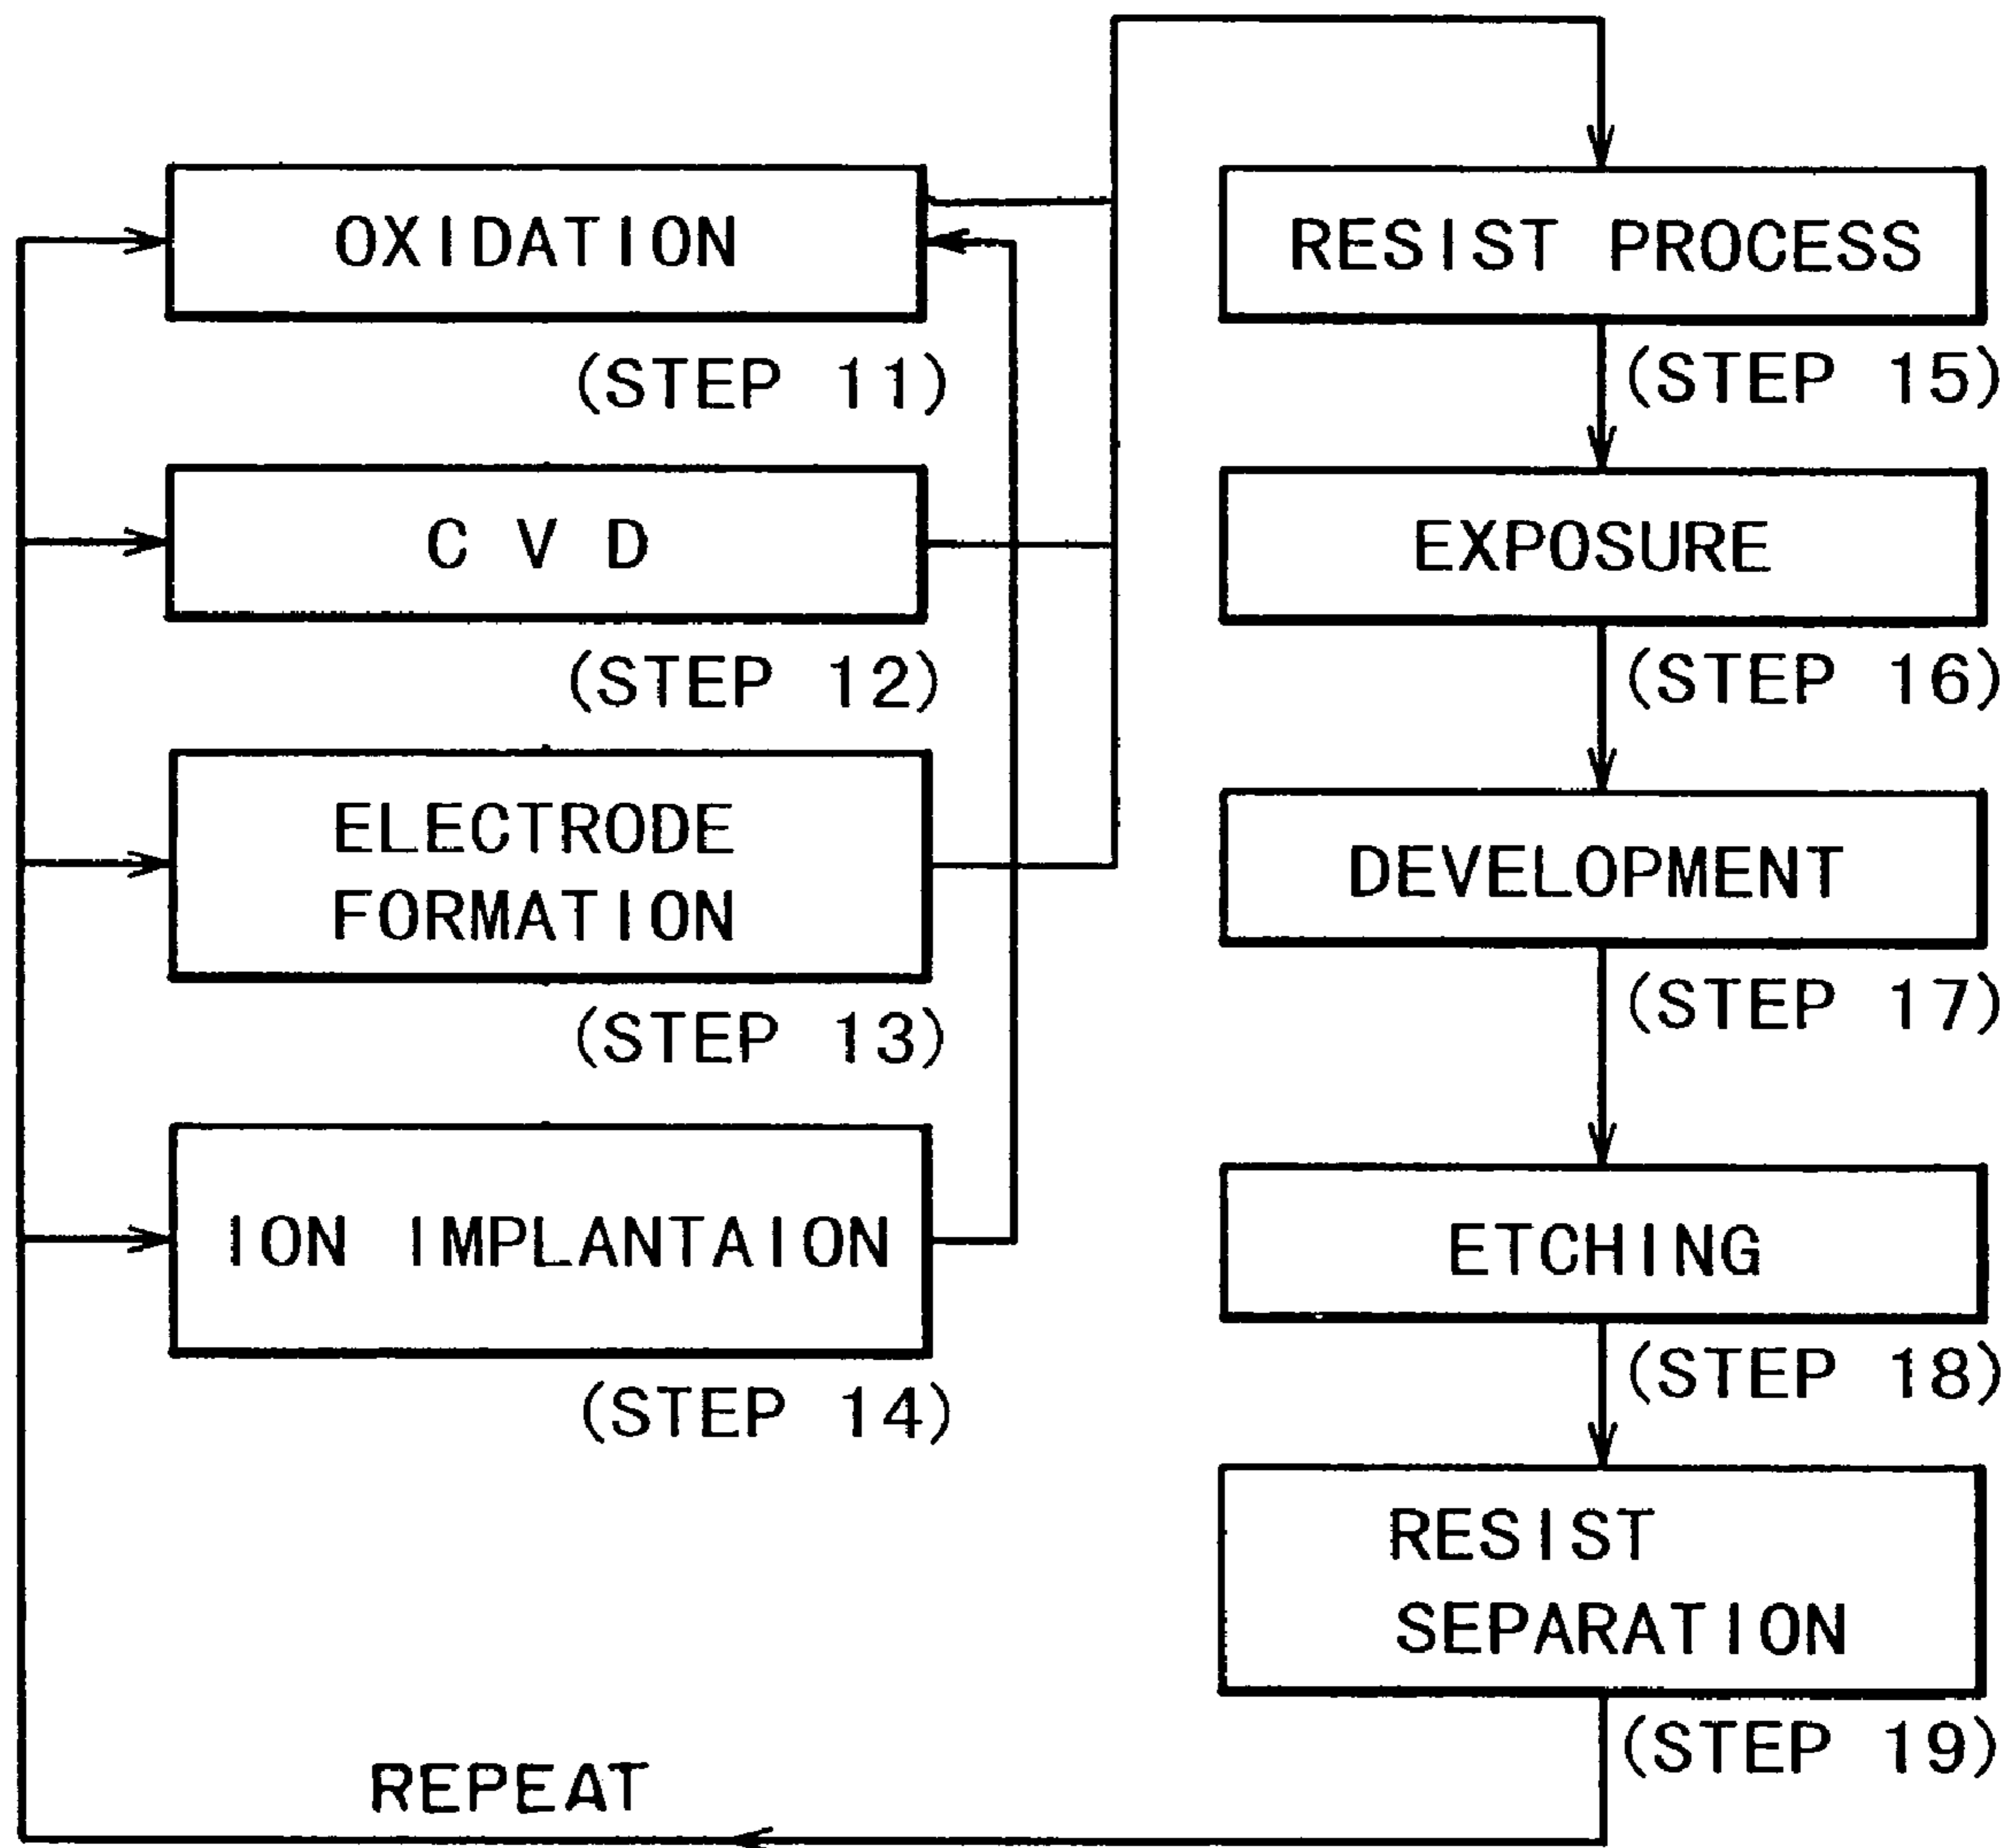 OXIDATION
(STEP 11)
C V D
(STEP 12)
ELECTRODE
FORMATION
(STEP 13)
ION IMPLANTAION
(STEP 14)
RESIST PROCESS
(STEP 15)
EXPOSURE
(STEP 16)
DEVELOPMENT
(STEP 17)
ETCHING
(STEP 18)
RESIST
SEPARATION
(STEP 19)
REPEAT